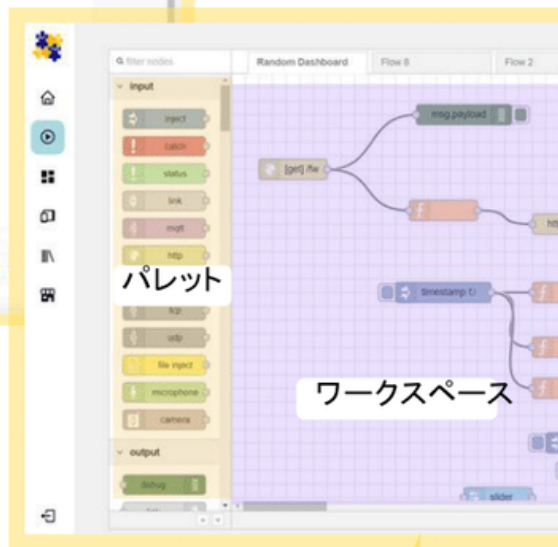 filter nodes
Random Dashboard
Flow 8
Flow 2
input
inject
catch
status
link
mqtt
http
パレット
tcp
udp
file inject
microphone
camera
output
debug
msg.payload
[get] /fw
timestamp ↻
ワークスペース
slider